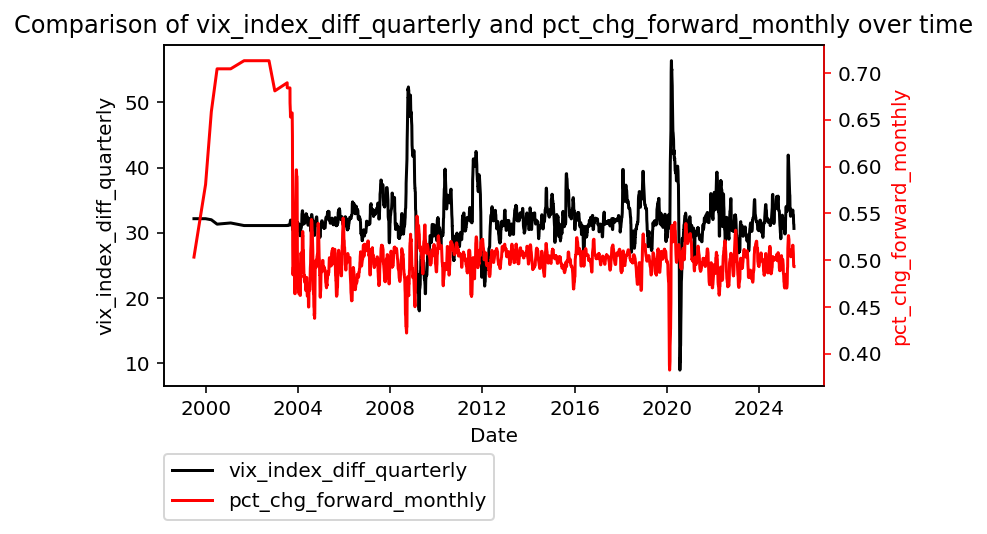 Comparison of vix_index_diff_quarterly and pct_chg_forward_monthly over time
vix_index_diff_quarterly
50
40
30
20
10
0.70
0.65
0.60
0.55
0.50
0.45
0.40
pct_chg_forward_monthly
2000 2004 2008 2012 2016 2020 2024
Date
vix_index_diff_quarterly
pct_chg_forward_monthly